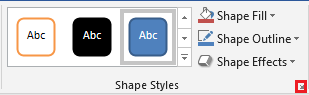 Abc Abc Abc Shape Fill
Shape Outline
Shape Effects
Shape Styles